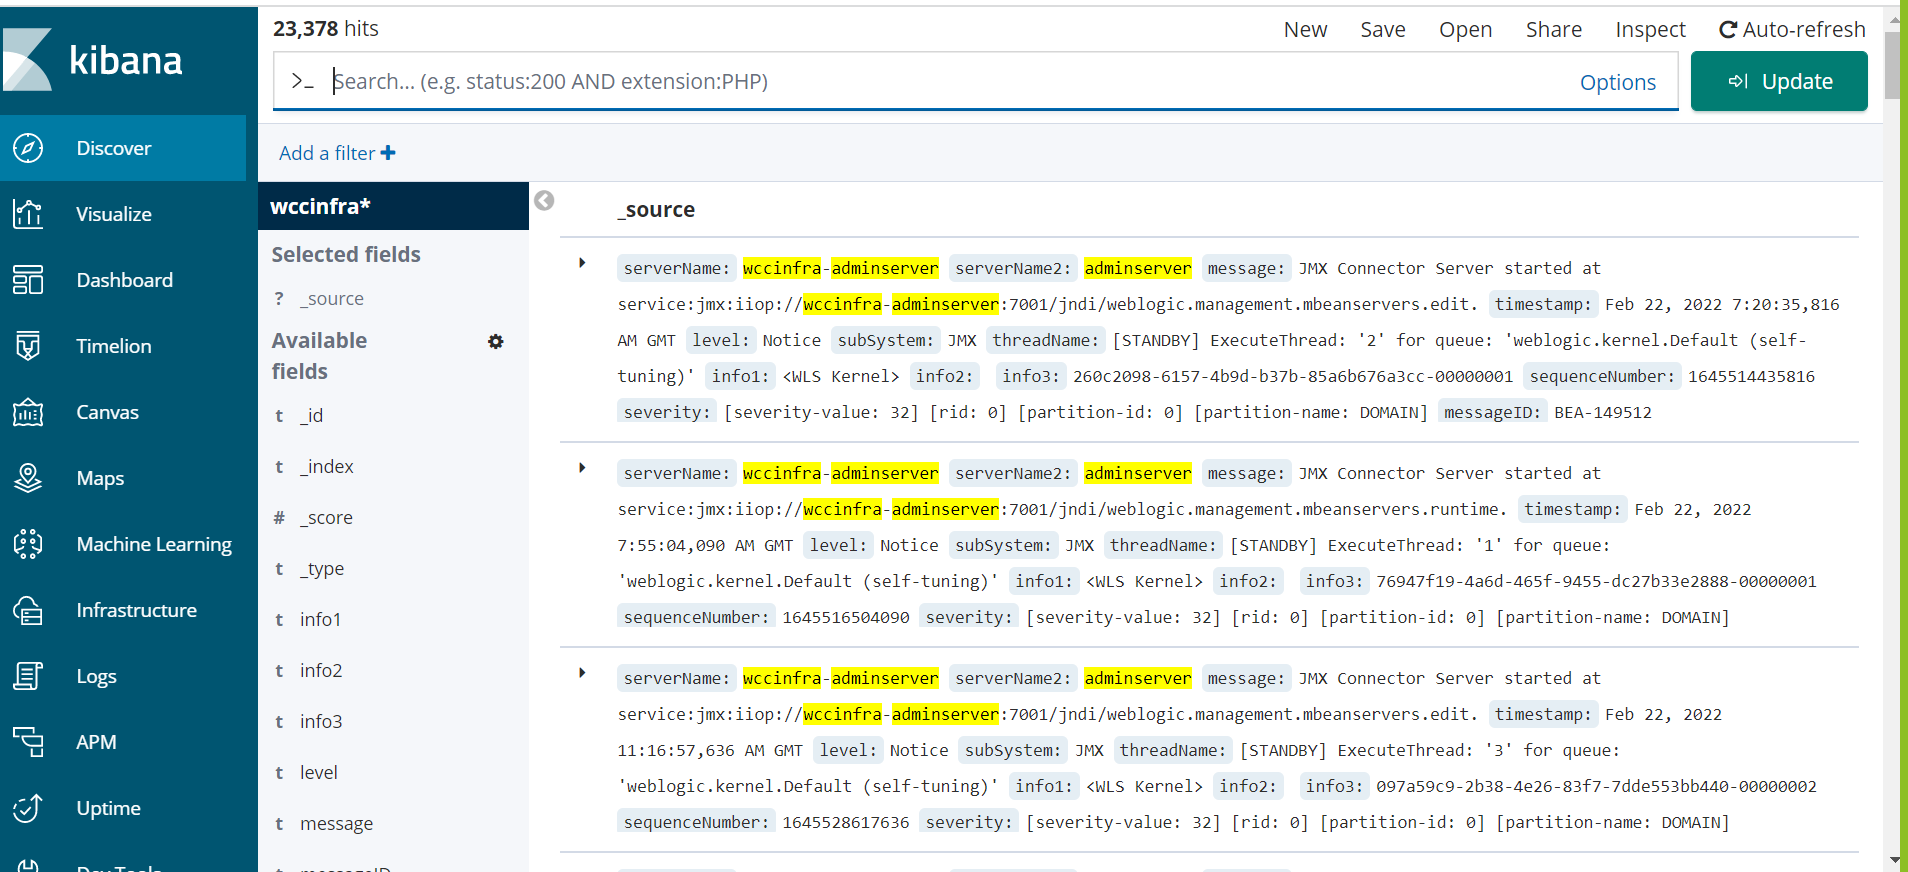 23,378 hits
New Save Open Share Inspect Auto-refresh
kibana
>_ Search... (e.g. status:200 AND extension:PHP) Options Update
Add a filter +
Discover
Visualize
Dashboard
Timelion
Canvas
Maps
Machine Learning
Infrastructure
Logs
APM
Uptime
Dev Tools
wccinfra*
Selected fields
? _source
Available
fields
t _id
t _index
# _score
t _type
t info1
t info2
t info3
t level
t message
t messageID
_source
serverName: wccinfra-adminserver serverName2: adminserver message: JMX Connector Server started at
service:jmx:iiop://wccinfra-adminserver:7001/jndi/weblogic.management.mbeanservers.edit. timestamp: Feb 22, 2022 7:20:35,816
AM GMT level: Notice subSystem: JMX threadName: [STANDBY] ExecuteThread: '2' for queue: 'weblogic.kernel.Default (self-
tuning)' info1: <WLS Kernel> info2: info3: 260c2098-6157-4b9d-b37b-85a6b676a3cc-00000001 sequenceNumber: 1645514435816
severity: [severity-value: 32] [rid: 0] [partition-id: 0] [partition-name: DOMAIN] messageID: BEA-149512
serverName: wccinfra-adminserver serverName2: adminserver message: JMX Connector Server started at
service:jmx:iiop://wccinfra-adminserver:7001/jndi/weblogic.management.mbeanservers.runtime. timestamp: Feb 22, 2022
7:55:04,090 AM GMT level: Notice subSystem: JMX threadName: [STANDBY] ExecuteThread: '1' for queue:
'weblogic.kernel.Default (self-tuning)' info1: <WLS Kernel> info2: info3: 76947f19-4a6d-465f-9455-dc27b33e2888-00000001
sequenceNumber: 1645516504090 severity: [severity-value: 32] [rid: 0] [partition-id: 0] [partition-name: DOMAIN]
serverName: wccinfra-adminserver serverName2: adminserver message: JMX Connector Server started at
service:jmx:iiop://wccinfra-adminserver:7001/jndi/weblogic.management.mbeanservers.edit. timestamp: Feb 22, 2022
11:16:57,636 AM GMT level: Notice subSystem: JMX threadName: [STANDBY] ExecuteThread: '3' for queue:
'weblogic.kernel.Default (self-tuning)' info1: <WLS Kernel> info2: info3: 097a59c9-2b38-4e26-83f7-7dde553bb440-00000002
sequenceNumber: 1645528617636 severity: [severity-value: 32] [rid: 0] [partition-id: 0] [partition-name: DOMAIN]